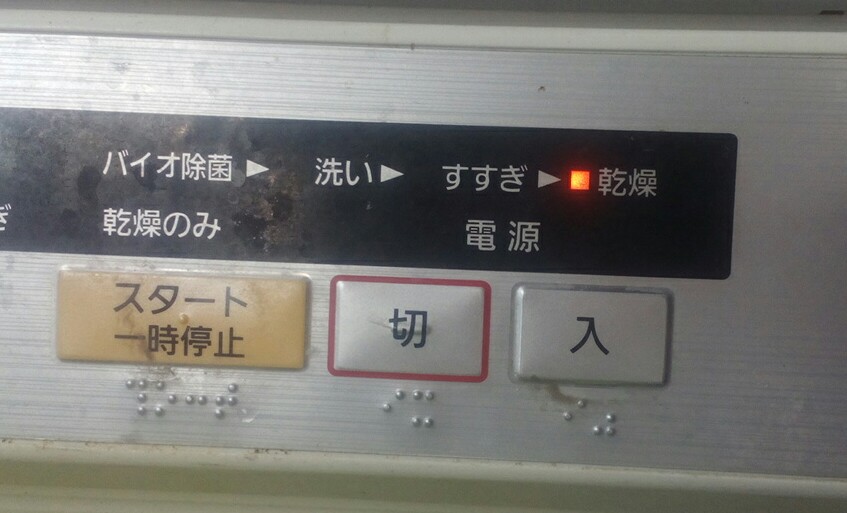 バイオ除菌▶ 洗い▶ すすぎ▶ 乾燥
ぎ 乾燥のみ 電源
スタート
一時停止
切
入